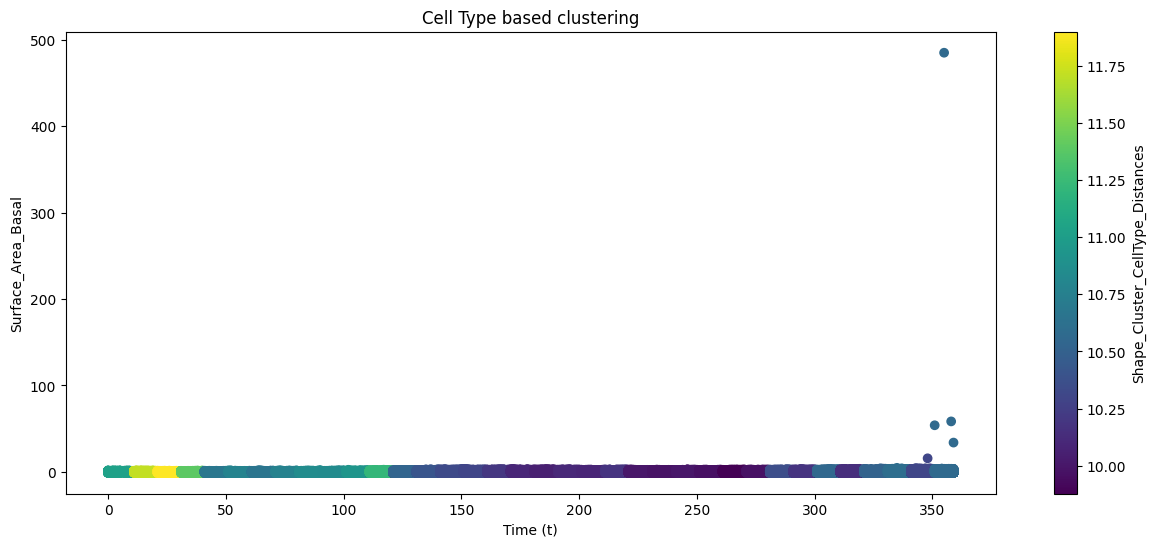 Cell Type based clustering
500
400
300
200
100
0
Surface_Area_Basal
0 50 100 150 200 250 300 350
Time (t)
11.75
11.50
11.25
11.00
10.75
10.50
10.25
10.00
Shape_Cluster_CellType_Distances